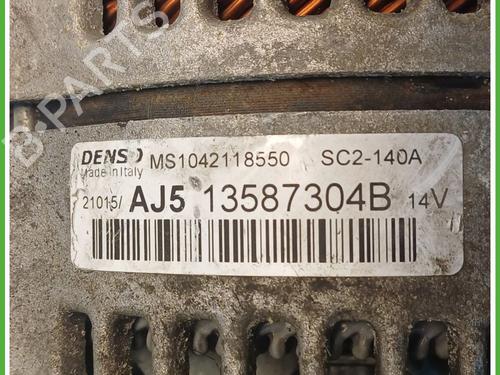 B-PARTS
DENSO MS1042118550 SC2-140A
Made in Italy
21015/ AJ5 13587304B 14V